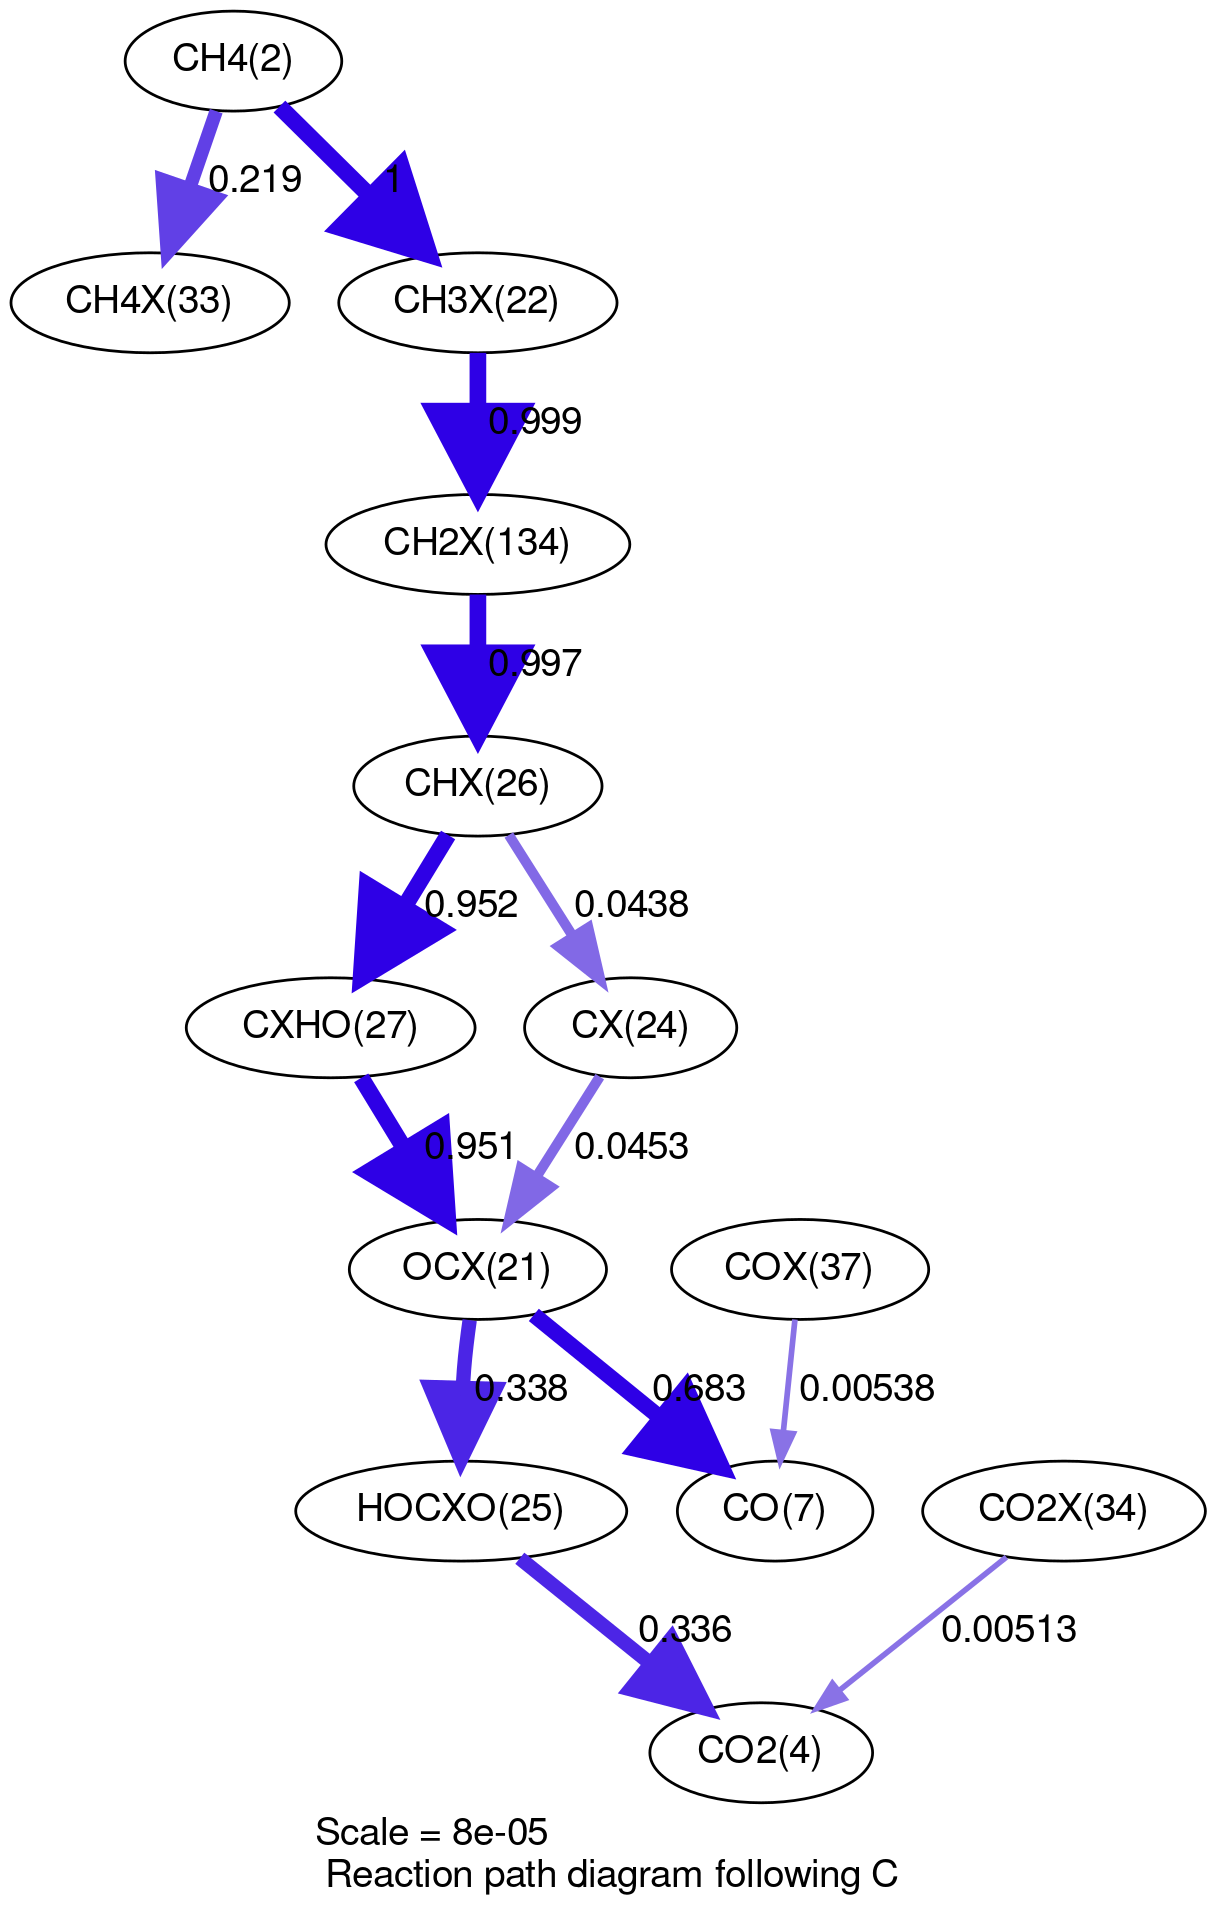 CH4(2)
0.219
1
CH4X(33)
CH3X(22)
0.999
CH2X(134)
0.997
CHX(26)
0.952
0.0438
CXHO(27)
CX(24)
0.951
0.0453
OCX(21)
COX(37)
0.338
0.683
0.00538
HOCXO(25)
CO(7)
CO2X(34)
0.336
0.00513
CO2(4)
Scale = 8e-05
Reaction path diagram following C